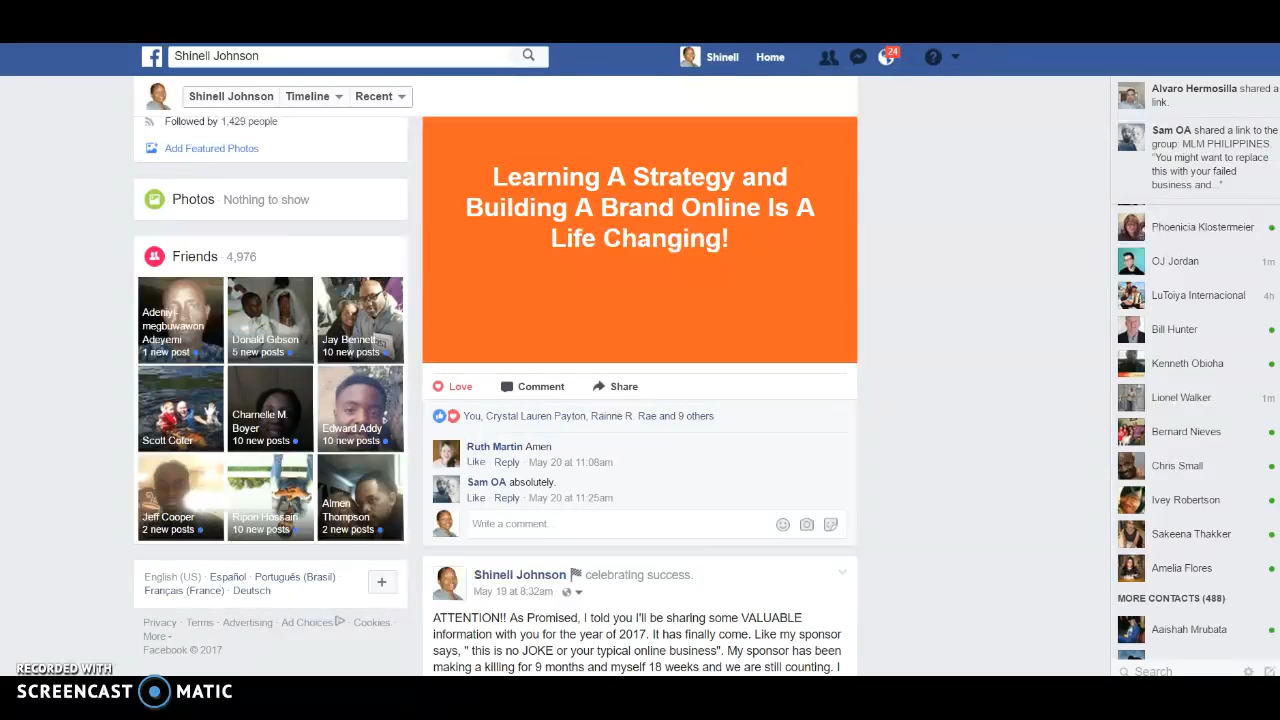 Shinell Johnson
Shinell
Home
24
Shinell Johnson
Timeline
Recent
Followed by 1,429 people
Add Featured Photos
Photos · Nothing to show
Friends · 4,976
Adeniyi-
megbuwawon
Adeyemi
1 new post
Donald Gibson
5 new posts
Jay Bennett
10 new posts
Scott Cofer
Charnelle M.
Boyer
10 new posts
Edward Addy
10 new posts
Jeff Cooper
2 new posts
Ripon Hossain
10 new posts
Almen
Thompson
2 new posts
English (US) · Español · Português (Brasil) ·
Français (France) · Deutsch
+
Privacy · Terms · Advertising · Ad Choices · Cookies ·
More
Facebook © 2017
Learning A Strategy and
Building A Brand Online Is A
Life Changing!
Love
Comment
Share
You, Crystal Lauren Payton, Rainne R. Rae and 9 others
Ruth Martin Amen
Like · Reply · May 20 at 11:08am
Sam OA absolutely.
Like · Reply · May 20 at 11:25am
Write a comment...
Shinell Johnson celebrating success.
May 19 at 8:32am
ATTENTION!! As Promised, I told you I'll be sharing some VALUABLE
information with you for the year of 2017. It has finally come. Like my sponsor
says, " this is no JOKE or your typical online business". My sponsor has been
making a killing for 9 months and myself 18 weeks and we are still counting. I
Alvaro Hermosilla shared a
link.
Sam OA shared a link to the
group: MLM PHILIPPINES.
"You might want to replace
this with your failed
business and..."
Phoenicia Klostermeier
OJ Jordan 1m
LuToiya Internacional 4h
Bill Hunter
Kenneth Obioha
Lionel Walker 1m
Bernard Nieves
Chris Small
Ivey Robertson
Sakeena Thakker
Amelia Flores
MORE CONTACTS (488)
Aaishah Mrubata
Search
RECORDED WITH
SCREENCAST MATIC